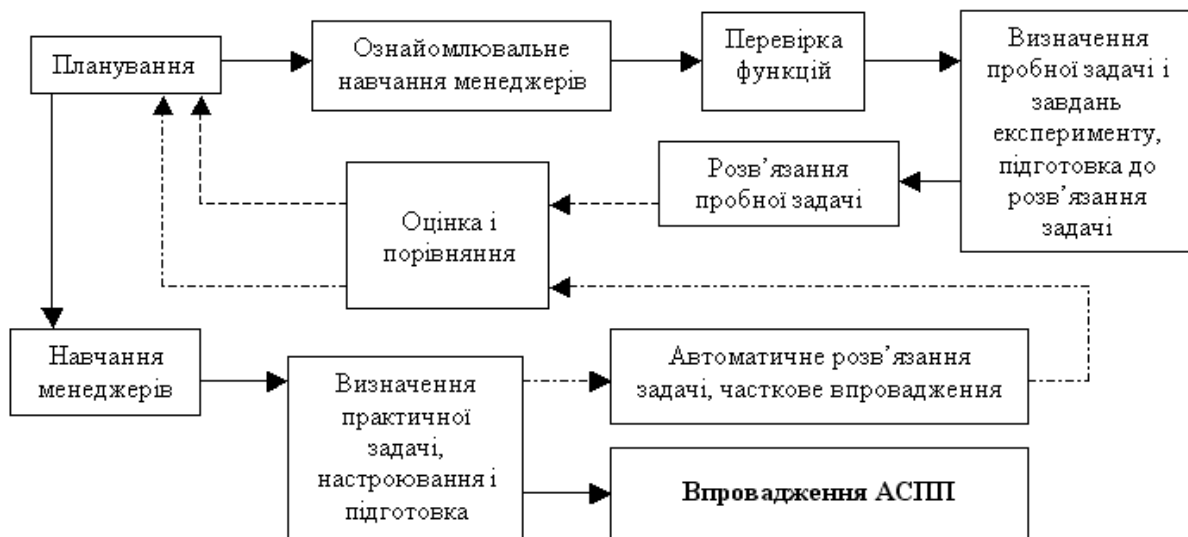 Планування
Ознайомлювальне
навчання менеджерів
Перевірка
функцій
Визначення
пробної задачі і
завдань
експерименту,
підготовка до
розв’язання
задачі
Розв’язання
пробної задачі
Оцінка і
порівняння
Навчання
менеджерів
Визначення
практичної
задачі,
настроювання і
підготовка
Автоматичне розв’язання
задачі, часткове впровадження
Впровадження АСПП